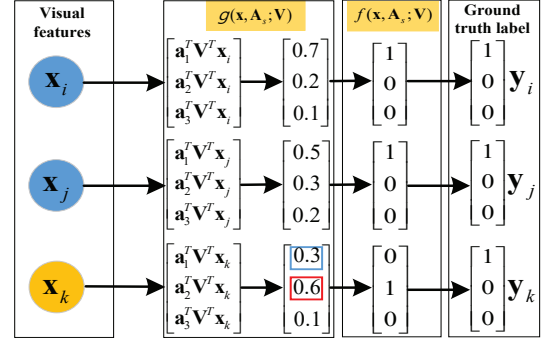 Visual features
g(x, A_s; V)
f(x, A_s; V)
Ground truth label
x_i
a_1^T V^T x_i
a_2^T V^T x_i
a_3^T V^T x_i
0.7
0.2
0.1
1
0
0
1
0
0
y_i
x_j
a_1^T V^T x_j
a_2^T V^T x_j
a_3^T V^T x_j
0.5
0.3
0.2
1
0
0
1
0
0
y_j
x_k
a_1^T V^T x_k
a_2^T V^T x_k
a_3^T V^T x_k
0.3
0.6
0.1
0
1
0
1
0
0
y_k